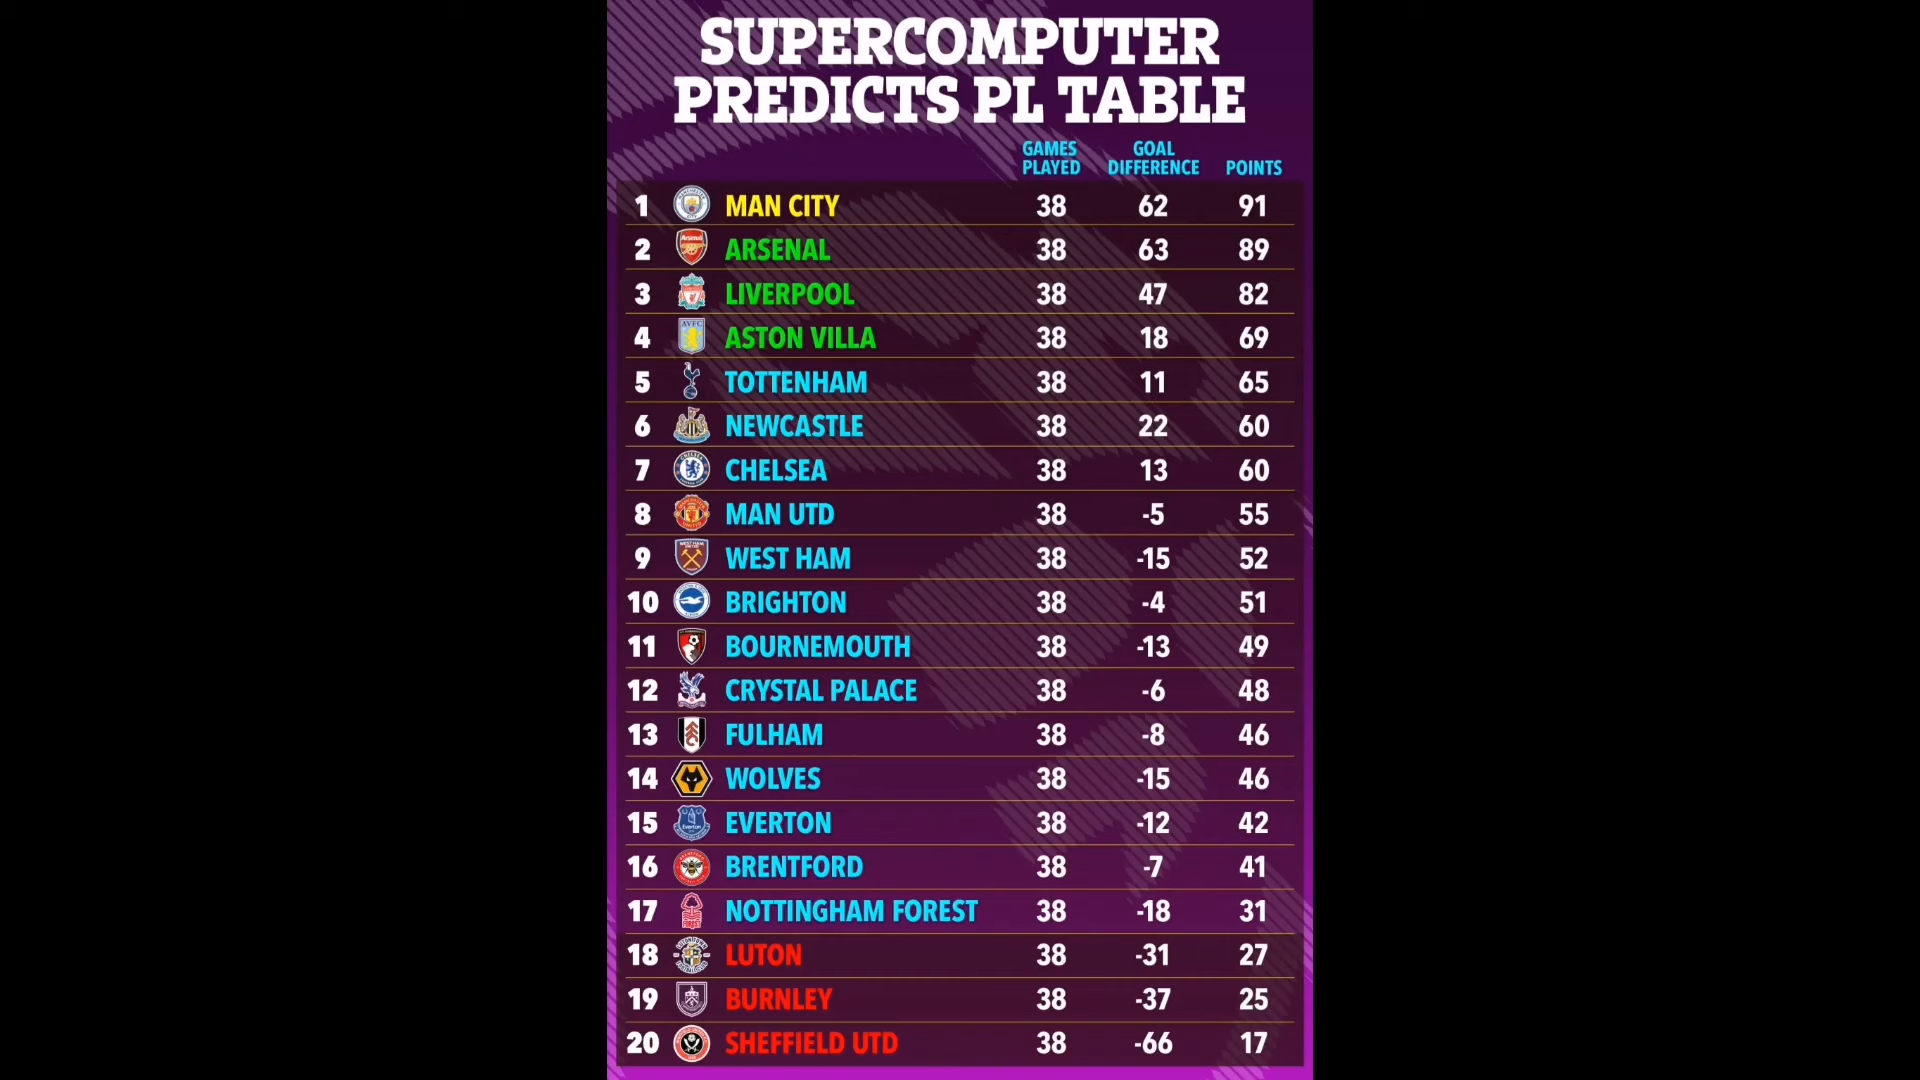 SUPERCOMPUTER
PREDICTS PL TABLE
GAMES PLAYED GOAL DIFFERENCE POINTS
1 MAN CITY 38 62 91
2 ARSENAL 38 63 89
3 LIVERPOOL 38 47 82
4 ASTON VILLA 38 18 69
5 TOTTENHAM 38 11 65
6 NEWCASTLE 38 22 60
7 CHELSEA 38 13 60
8 MAN UTD 38 -5 55
9 WEST HAM 38 -15 52
10 BRIGHTON 38 -4 51
11 BOURNEMOUTH 38 -13 49
12 CRYSTAL PALACE 38 -6 48
13 FULHAM 38 -8 46
14 WOLVES 38 -15 46
15 EVERTON 38 -12 42
16 BRENTFORD 38 -7 41
17 NOTTINGHAM FOREST 38 -18 31
18 LUTON 38 -31 27
19 BURNLEY 38 -37 25
20 SHEFFIELD UTD 38 -66 17